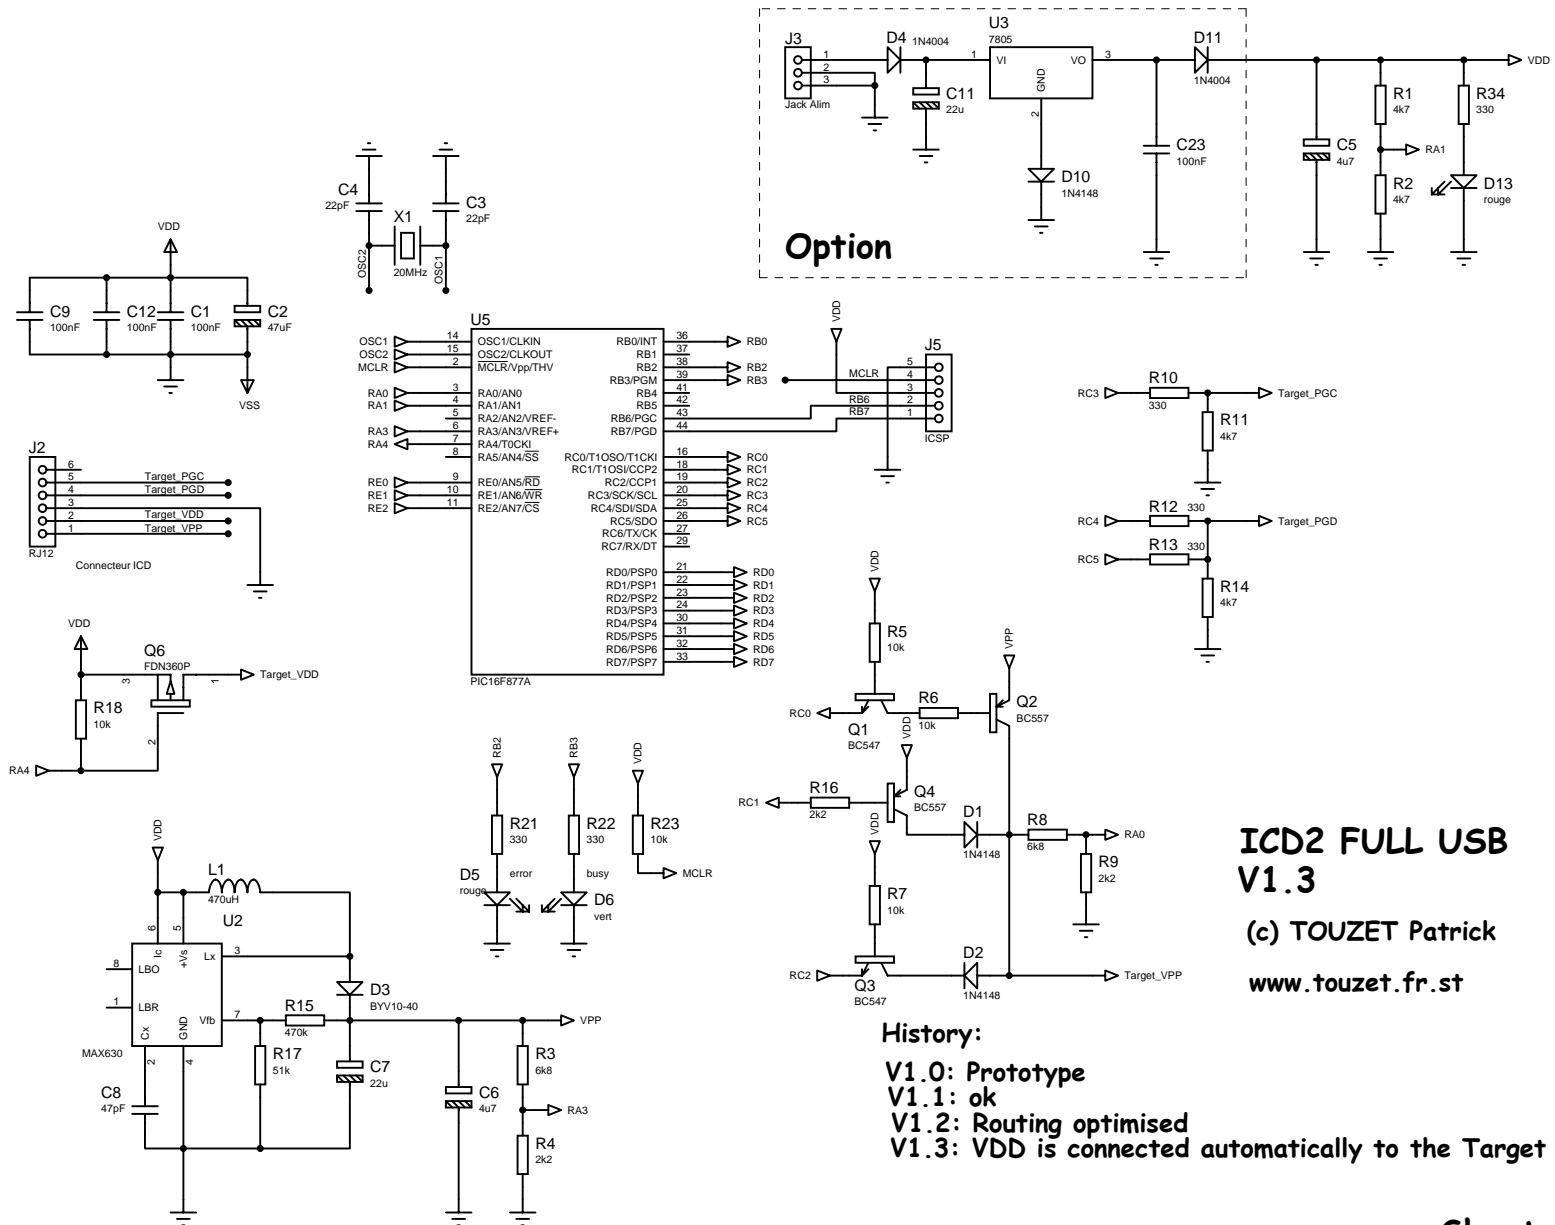 U3
7805
J3
D4 1N4004
D11
1N4004
1
2
3
1 VI VO 3
GND
2
Jack Alim
C11
22u
D10
1N4148
C23
100nF
Option
VDD
R1
4k7
R34
330
C5
4u7
RA1
R2
4k7
D13
rouge
C4
22pF
C3
22pF
X1
20MHz
OSC2
OSC1
VDD
C9
100nF
C12
100nF
C1
100nF
C2
47uF
VSS
U5
OSC1 14 OSC1/CLKIN
OSC2 15 OSC2/CLKOUT
MCLR 2 MCLR/Vpp/THV
RA0 3 RA0/AN0
RA1 4 RA1/AN1
5 RA2/AN2/VREF-
RA3 6 RA3/AN3/VREF+
RA4 7 RA4/T0CKI
8 RA5/AN4/SS
RE0 9 RE0/AN5/RD
RE1 10 RE1/AN6/WR
RE2 11 RE2/AN7/CS
RB0/INT 36 RB0
RB1 37
RB2 38 RB2
RB3/PGM 39 RB3
RB4 41
RB5 42
RB6/PGC 43
RB7/PGD 44
RC0/T1OSO/T1CKI 16 RC0
RC1/T1OSI/CCP2 18 RC1
RC2/CCP1 19 RC2
RC3/SCK/SCL 20 RC3
RC4/SDI/SDA 25 RC4
RC5/SDO 26 RC5
RC6/TX/CK 27
RC7/RX/DT 29
RD0/PSP0 21 RD0
RD1/PSP1 22 RD1
RD2/PSP2 23 RD2
RD3/PSP3 24 RD3
RD4/PSP4 30 RD4
RD5/PSP5 31 RD5
RD6/PSP6 32 RD6
RD7/PSP7 33 RD7
PIC16F877A
VDD
J5
MCLR
RB6
RB7
5
4
3
2
1
ICSP
RC3
R10
330
Target_PGC
R11
4k7
RC4
R12 330
Target_PGD
RC5
R13 330
R14
4k7
J2
6
5 Target_PGC
4 Target_PGD
3
2 Target_VDD
1 Target_VPP
RJ12
Connecteur ICD
VDD
Q6
FDN360P
3
1
2
Target_VDD
R18
10k
RA4
VDD
R5
10k
VPP
RC0
Q1
BC547
R6
10k
Q2
BC557
VDD
RC1
R16
2k2
Q4
BC557
VDD
D1
1N4148
R8
6k8
RA0
R9
2k2
R7
10k
RC2
Q3
BC547
D2
1N4148
Target_VPP
RB2
RB3
VDD
R21
330
R22
330
R23
10k
MCLR
D5
rouge
error
busy
D6
vert
VDD
L1
470uH
U2
6
5
Ic
+Vs
Lx 3
8 LBO
1 LBR
Vfb 7
Cx
GND
2
4
MAX630
D3
BYV10-40
R15
470k
VPP
R17
51k
C7
22u
C8
47pF
C6
4u7
R3
6k8
RA3
R4
2k2
ICD2 FULL USB
V1.3
(c) TOUZET Patrick
www.touzet.fr.st
History:
V1.0: Prototype
V1.1: ok
V1.2: Routing optimised
V1.3: VDD is connected automatically to the Target